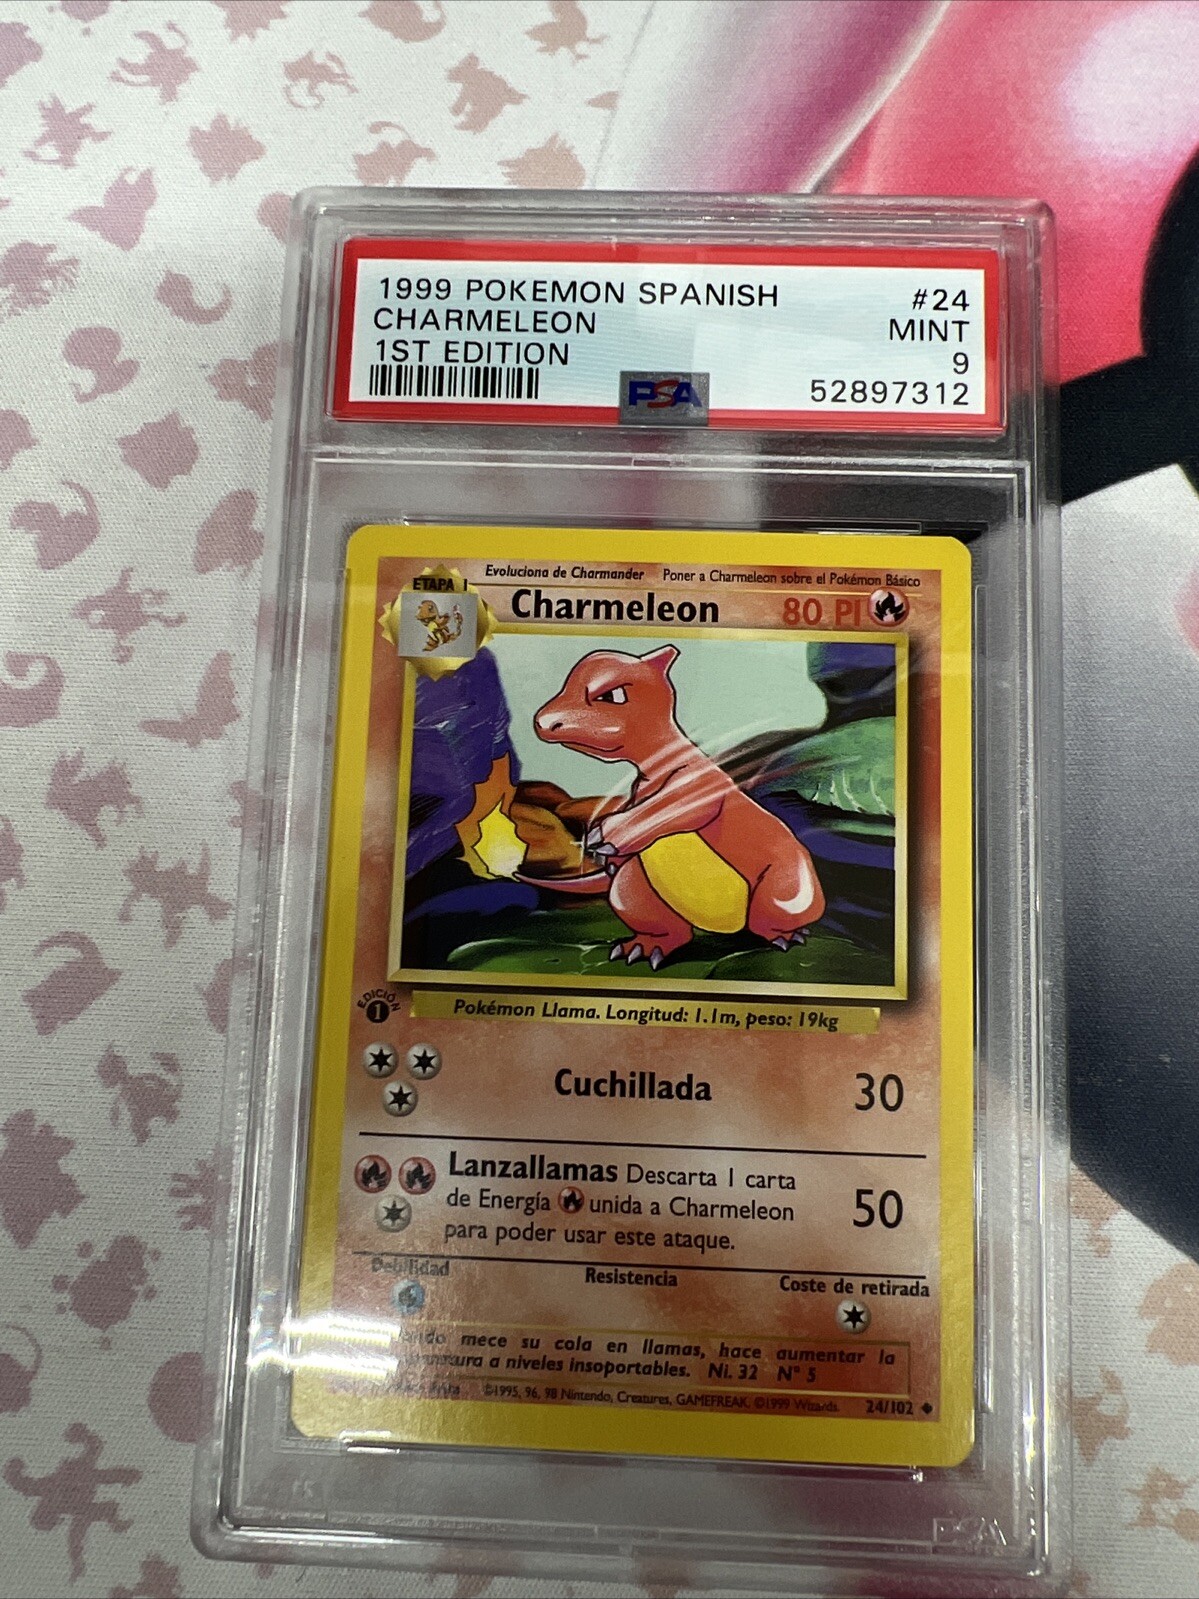 1999 POKEMON SPANISH #24
CHARMELEON MINT
1ST EDITION 9
PSA 52897312
ETAPA 1 Evoluciona de Charmander Poner a Charmeleon sobre el Pokémon Básico
Charmeleon 80 PI
EDICIÓN
1
Pokémon Llama. Longitud: 1.1m, peso: 19kg
Cuchillada 30
Lanzallamas Descarta 1 carta
de Energía unida a Charmeleon
para poder usar este ataque.
50
Debilidad Resistencia Coste de retirada
mece su cola en llamas, hace aumentar la
a niveles insoportables. Ni. 32 Nº 5
©1995, 96, 98 Nintendo, Creatures, GAMEFREAK. ©1999 Wizards. 24/102
PSA